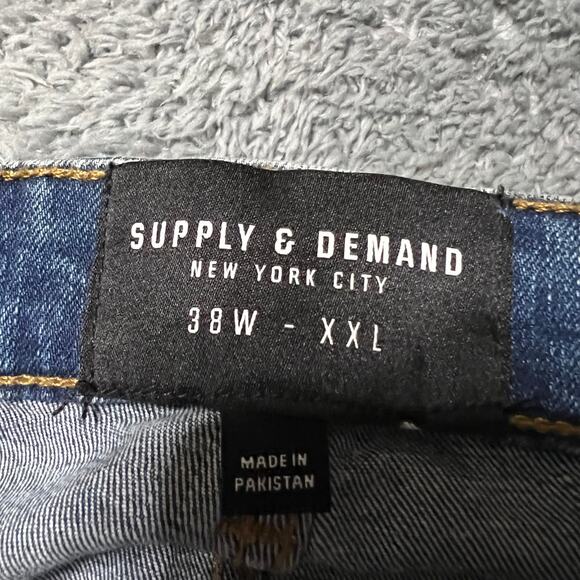 SUPPLY & DEMAND
NEW YORK CITY
38W - XXL
MADE IN
PAKISTAN